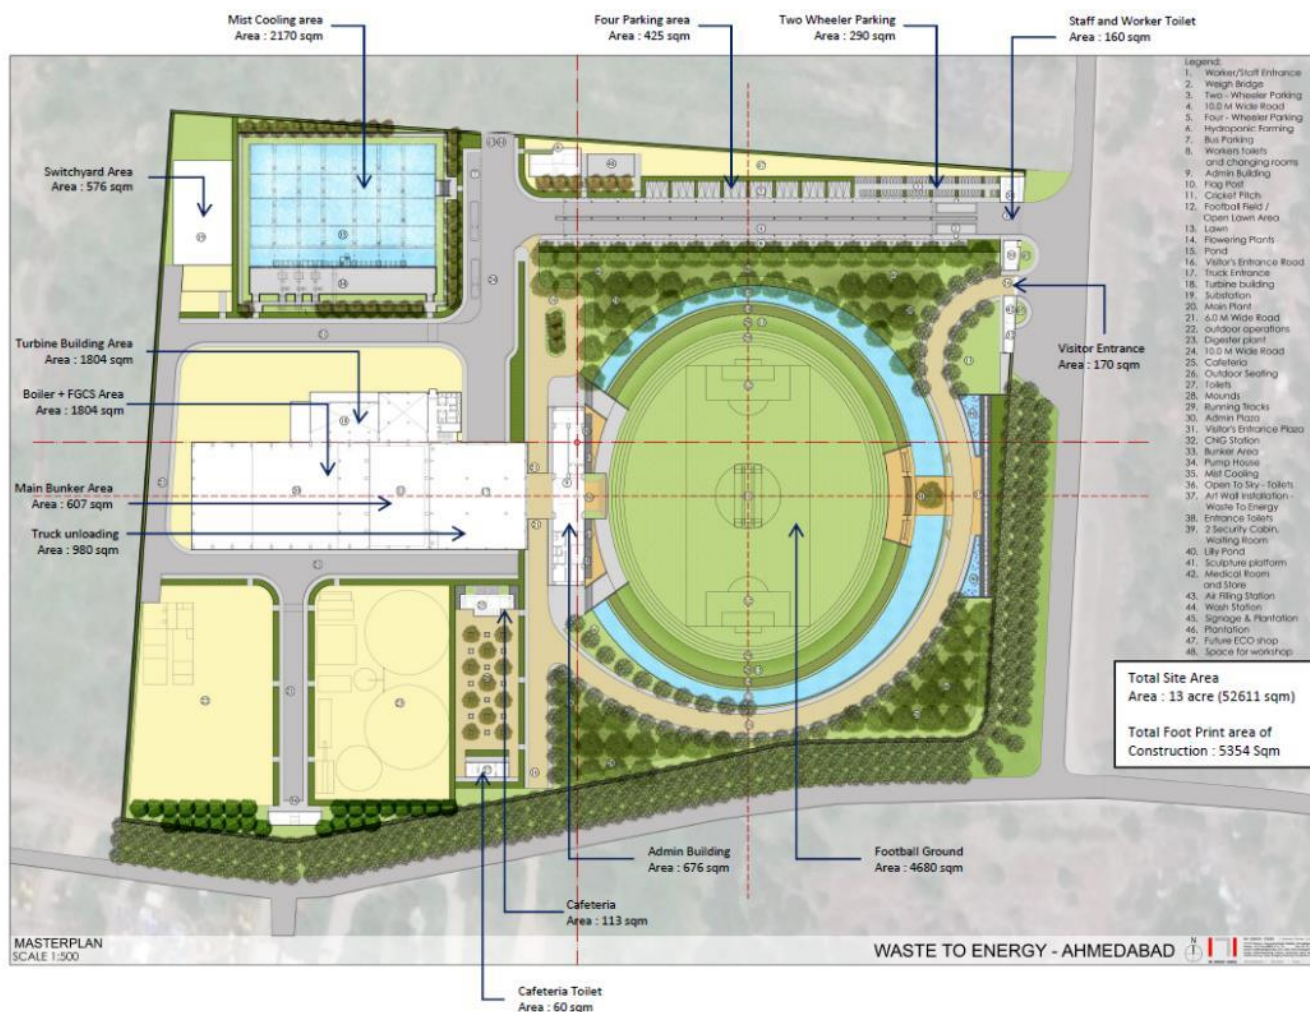 Mist Cooling area
Area : 2170 sqm
Four Parking area
Area : 425 sqm
Two Wheeler Parking
Area : 290 sqm
Staff and Worker Toilet
Area : 160 sqm
Switchyard Area
Area : 576 sqm
Turbine Building Area
Area : 1804 sqm
Boiler + FGCS Area
Area : 1804 sqm
Main Bunker Area
Area : 607 sqm
Truck unloading
Area : 980 sqm
Visitor Entrance
Area : 170 sqm
Legend:
1. Worker/Staff Entrance
2. Weigh Bridge
3. Two - Wheeler Parking
4. 10.0 M Wide Road
5. Four - Wheeler Parking
6. Hydroponic Farming
7. Bus Parking
8. Workers toilets
and changing rooms
9. Admin Building
10. Flag Post
11. Cricket Pitch
12. Football Field /
Open Lawn Area
13. Lawn
14. Flowering Plants
15. Pond
16. Visitor's Entrance Road
17. Truck Entrance
18. Turbine building
19. Substation
20. Main Plant
21. 6.0 M Wide Road
22. outdoor operations
23. Digester plant
24. 10.0 M Wide Road
25. Cafeteria
26. Outdoor Seating
27. Toilets
28. Mounds
29. Running Tracks
30. Admin Plaza
31. Visitor's Entrance Plaza
32. CNG Station
33. Bunker Area
34. Pump House
35. Mist Cooling
36. Open To Sky - Toilets
37. Art Wall Installation -
Waste To Energy
38. Entrance Toilets
39. 2 Security Cabin,
Waiting Room
40. Lilly Pond
41. Sculpture platform
42. Medical Room
and Store
43. Air Filling Station
44. Wash Station
45. Signage & Plantation
46. Plantation
47. Future ECO shop
48. Space for workshop
Total Site Area
Area : 13 acre (52611 sqm)
Total Foot Print area of
Construction : 5354 Sqm
Admin Building
Area : 676 sqm
Football Ground
Area : 4680 sqm
Cafeteria
Area : 113 sqm
Cafeteria Toilet
Area : 60 sqm
MASTERPLAN
SCALE 1:500
WASTE TO ENERGY - AHMEDABAD
N